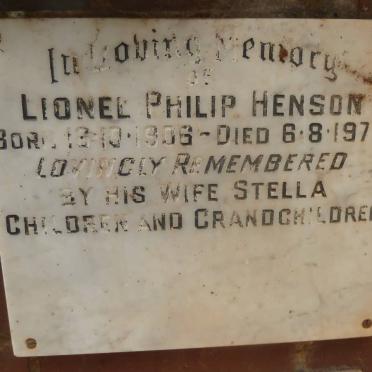 In Loving Memory
OF
LIONEL PHILIP HENSON
BORN 13·10·1906 - DIED 6·8·197
LOVINGLY REMEMBERED
BY HIS WIFE STELLA
CHILDREN AND GRANDCHILDREN